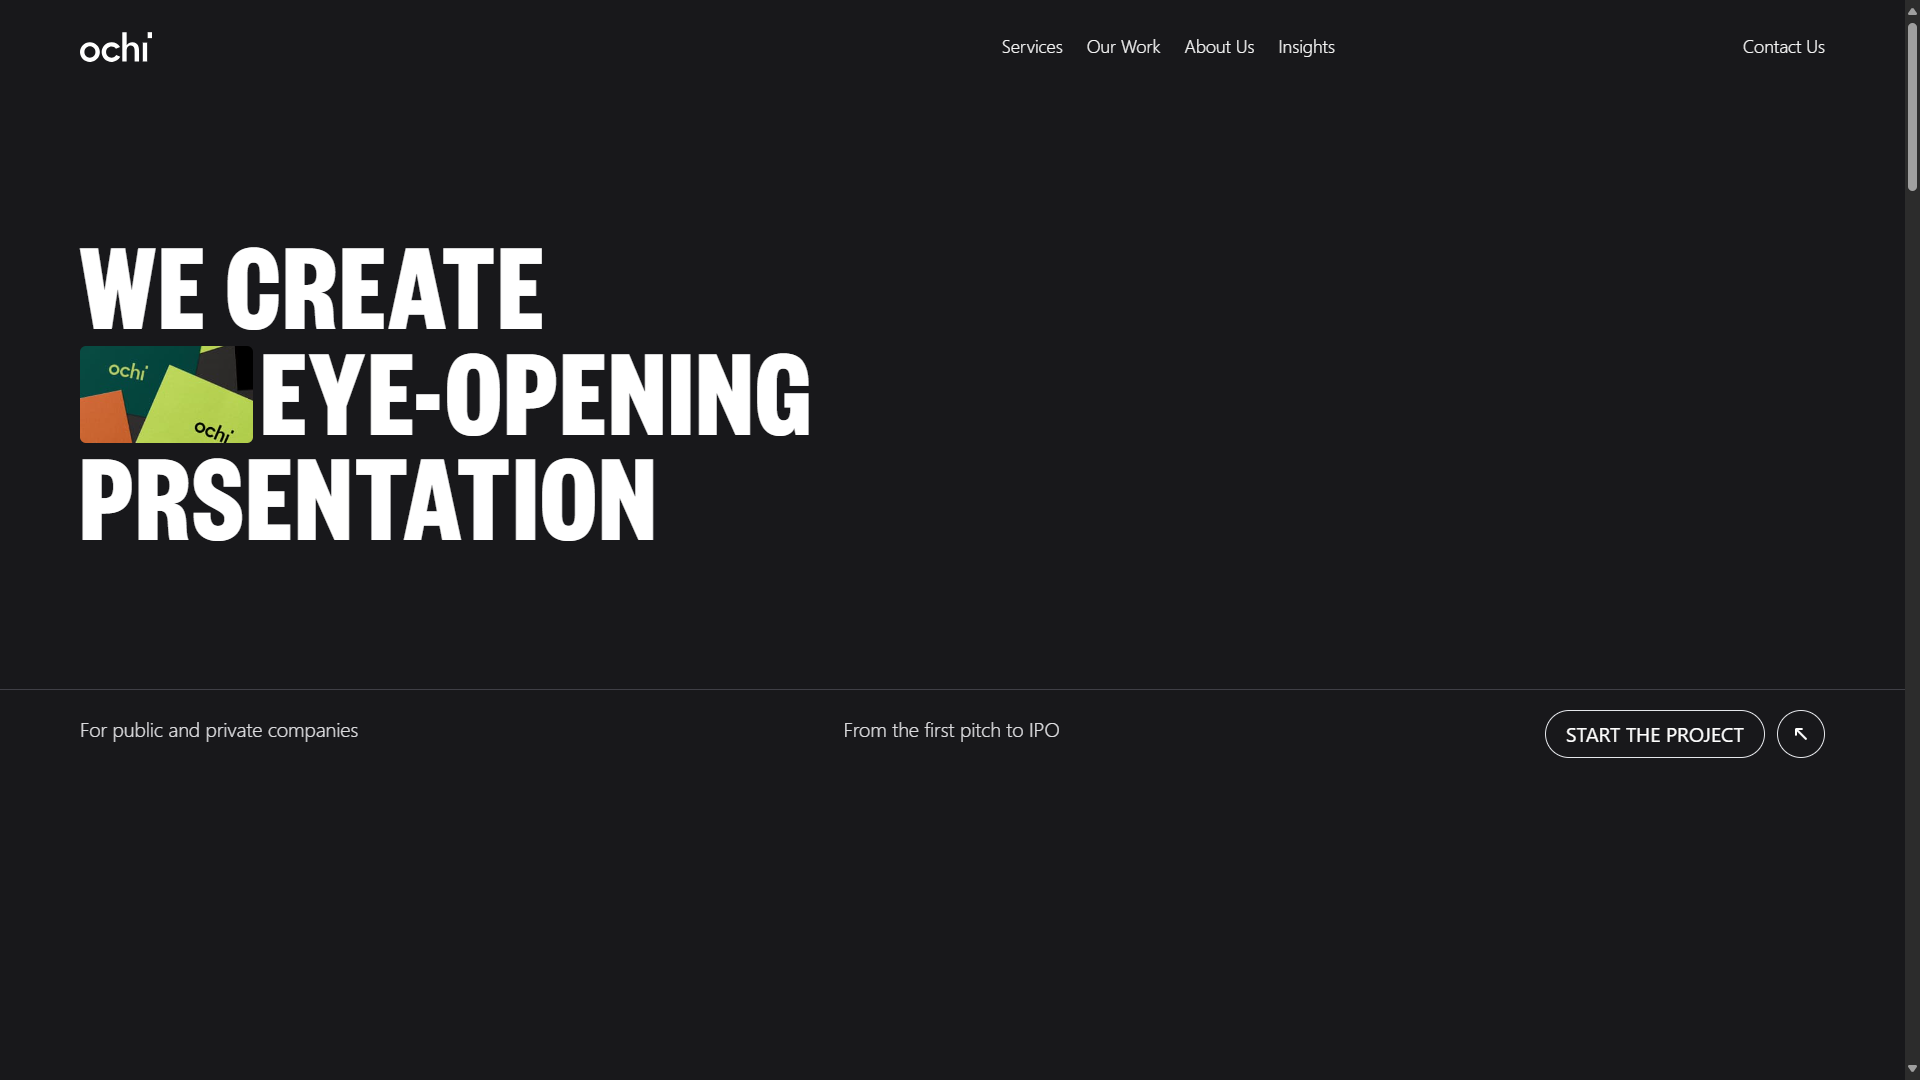 ochi
Services
Our Work
About Us
Insights
Contact Us
WE CREATE
ochi
ochi
EYE-OPENING
PRSENTATION
For public and private companies
From the first pitch to IPO
START THE PROJECT